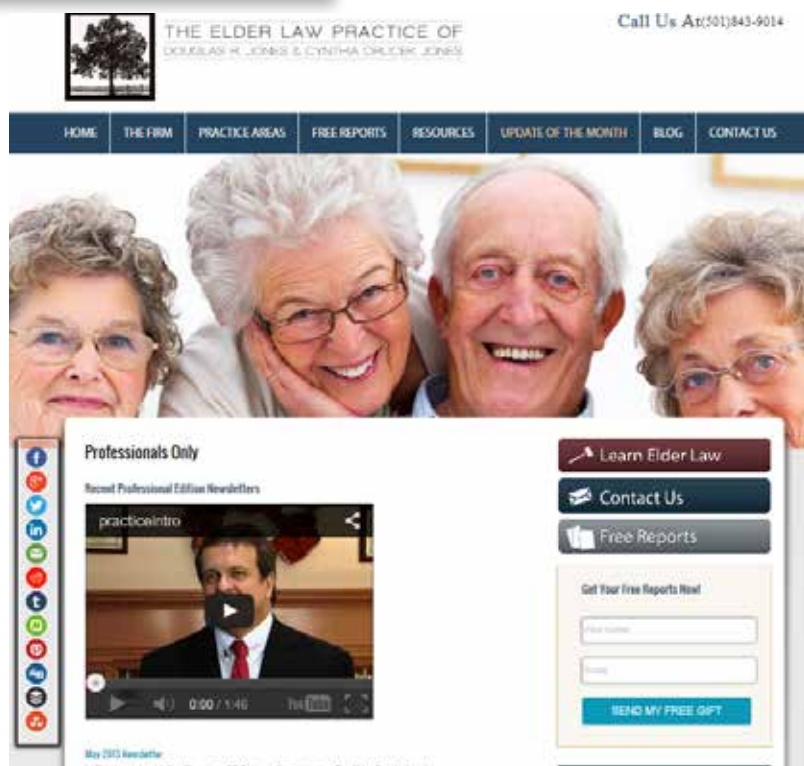 THE ELDER LAW PRACTICE OF
DOUGLAS R. JONES & CYNTHIA ORLICEK JONES
Call Us At(501)843-9014
HOME THE FIRM PRACTICE AREAS FREE REPORTS RESOURCES UPDATE OF THE MONTH BLOG CONTACT US
Professionals Only
Recent Professional Edition Newsletters
practiceintro
0:00 / 1:46 YouTube
May 2013 Newsletter
Learn Elder Law
Contact Us
Free Reports
Get Your Free Reports Now!
SEND MY FREE GIFT